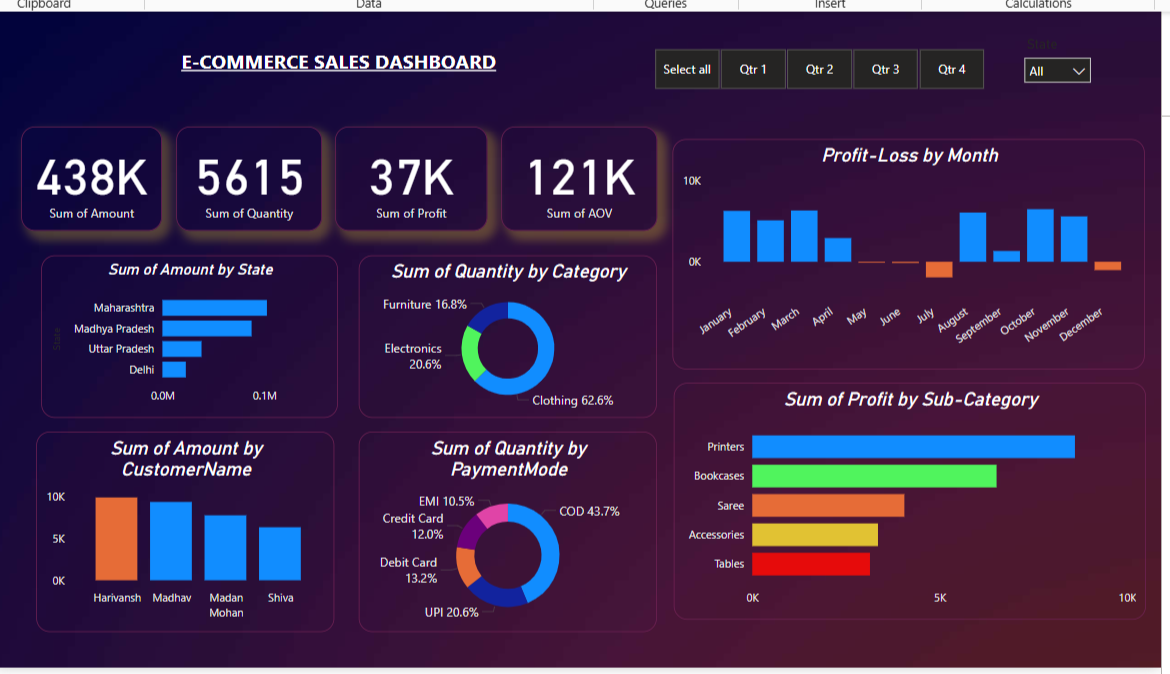 Clipboard
Data
Queries
Insert
Calculations
E-COMMERCE SALES DASHBOARD
Select all
Qtr 1
Qtr 2
Qtr 3
Qtr 4
State
All
438K
Sum of Amount
5615
Sum of Quantity
37K
Sum of Profit
121K
Sum of AOV
Profit-Loss by Month
10K
0K
January
February
March
April
May
June
July
August
September
October
November
December
Sum of Amount by State
State
Maharashtra
Madhya Pradesh
Uttar Pradesh
Delhi
0.0M
0.1M
Sum of Quantity by Category
Furniture 16.8%
Electronics
20.6%
Clothing 62.6%
Sum of Profit by Sub-Category
Printers
Bookcases
Saree
Accessories
Tables
0K
5K
10K
Sum of Amount by
CustomerName
10K
5K
0K
Harivansh
Madhav
Madan
Mohan
Shiva
Sum of Quantity by
PaymentMode
EMI 10.5%
COD 43.7%
Credit Card
12.0%
Debit Card
13.2%
UPI 20.6%